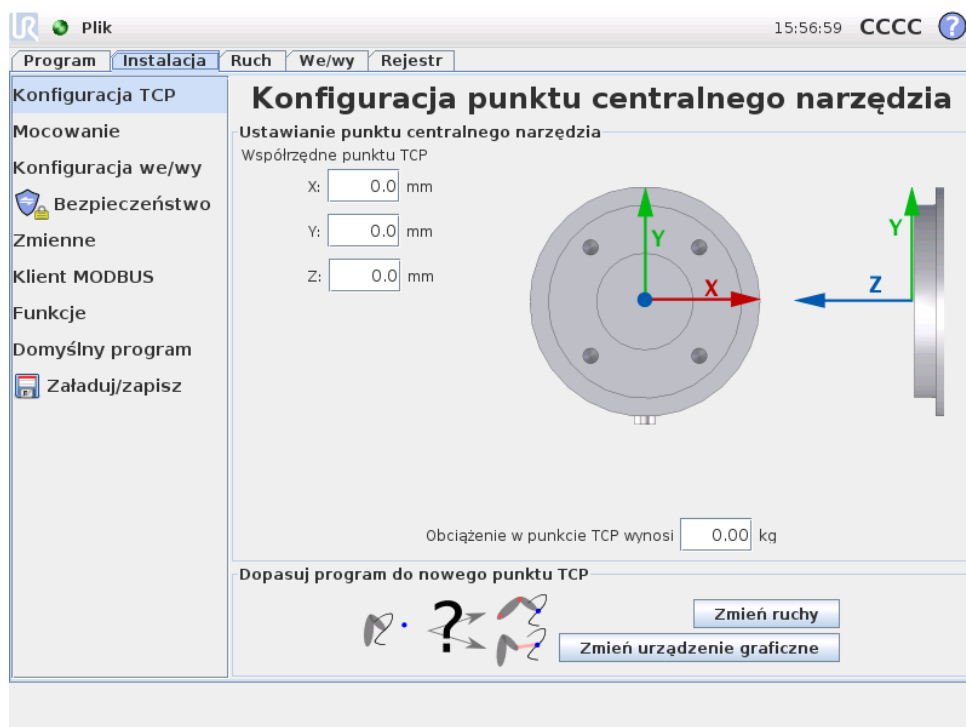 UR Plik 15:56:59 CCCC ?
Program Instalacja Ruch We/wy Rejestr
Konfiguracja TCP
Mocowanie
Konfiguracja we/wy
Bezpieczeństwo
Zmienne
Klient MODBUS
Funkcje
Domyślny program
Załaduj/zapisz
Konfiguracja punktu centralnego narzędzia
Ustawianie punktu centralnego narzędzia
Współrzędne punktu TCP
X: 0.0 mm
Y: 0.0 mm
Z: 0.0 mm
Y
X
Y
Z
Obciążenie w punkcie TCP wynosi 0.00 kg
Dopasuj program do nowego punktu TCP
?
Zmień ruchy
Zmień urządzenie graficzne